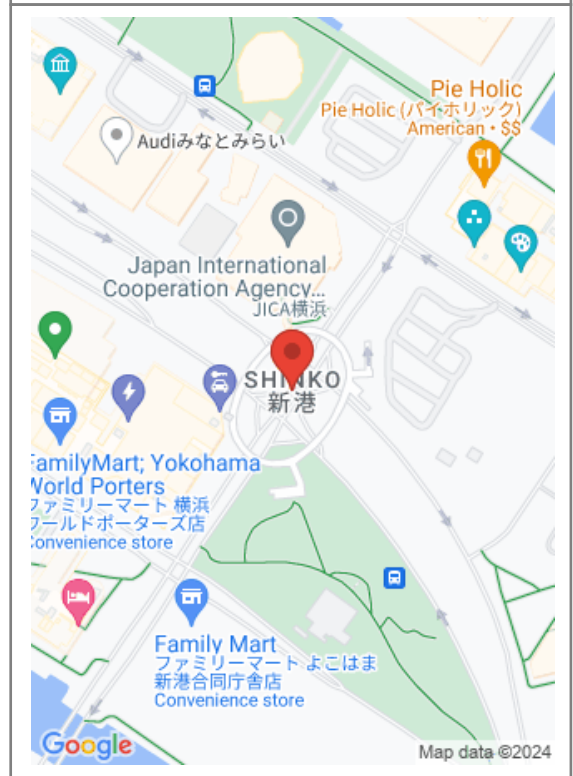 Pie Holic
Pie Holic (パイホリック)
American • $$
Audiみなとみらい
Japan International
Cooperation Agency...
JICA横浜
SHINKO
新港
FamilyMart; Yokohama
World Porters
ファミリーマート 横浜
ワールドポーターズ店
Convenience store
Family Mart
ファミリーマート よこはま
新港合同庁舎店
Convenience store
Google
Map data ©2024